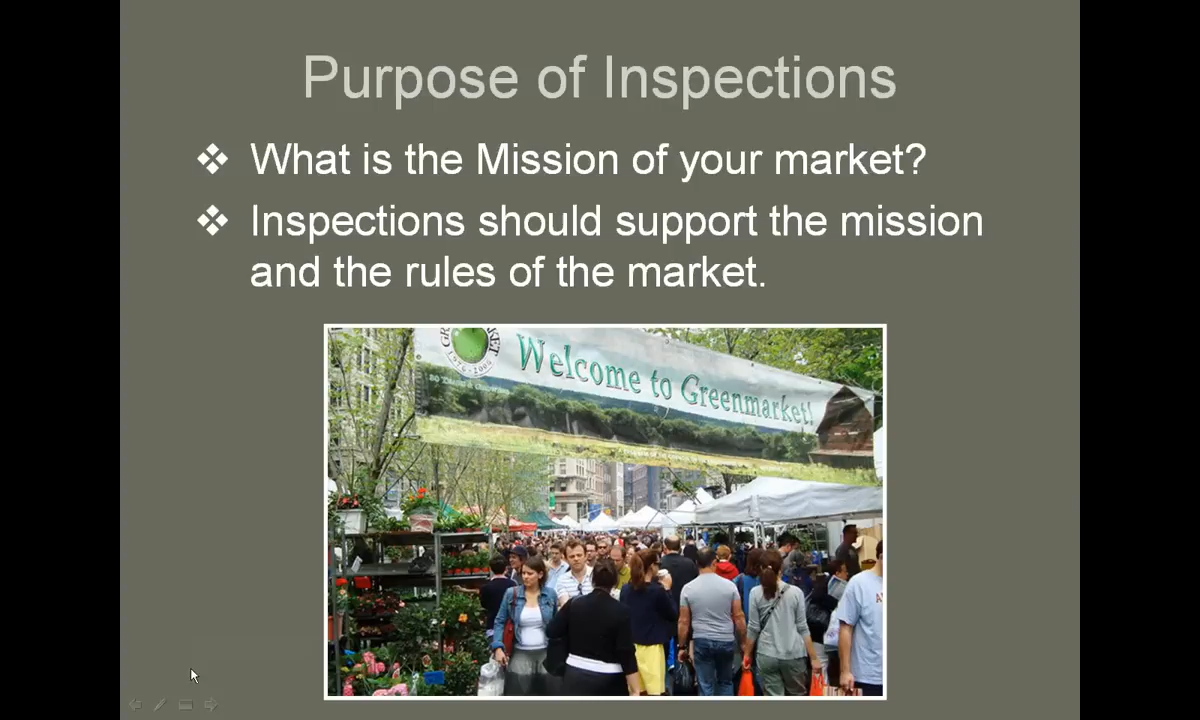 Purpose of Inspections
❖ What is the Mission of your market?
❖ Inspections should support the mission
and the rules of the market.
Welcome to Greenmarket!